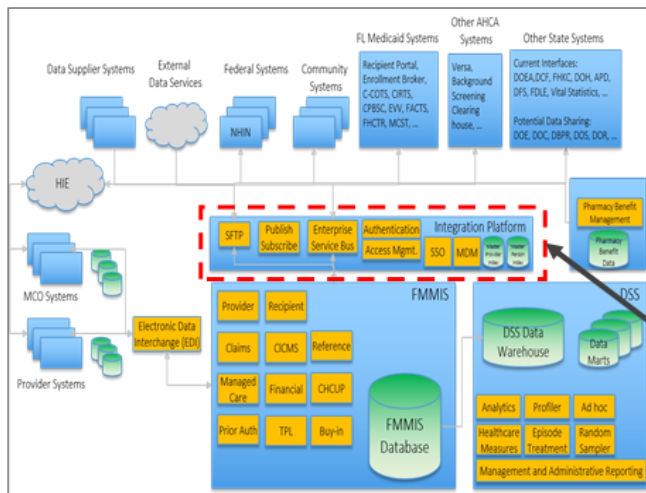 FL Medicaid Systems
Recipient Portal,
Enrollment Broker,
C-COTS, CIRTS,
CPBSC, EVV, FACTS,
FHCTR, MCST, ...
Other AHCA
Systems
Versa,
Background
Screening
Clearing
house, ...
Other State Systems
Current Interfaces:
DOEA,DCF, FHKC, DOH, APD,
DFS, FDLE, Vital Statistics, ...
Potential Data Sharing:
DOE, DOC, DBPR, DOS, DOR, ...
Data Supplier Systems
External
Data Services
Federal Systems
NHIN
Community
Systems
HIE
Pharmacy Benefit
Management
Pharmacy
Benefit
Data
Integration Platform
SFTP
Publish
Subscribe
Enterprise
Service Bus
Authentication
Access Mgmt.
SSO
MDM
Master
Provider
Index
Master
Person
Index
MCO Systems
Provider Systems
Electronic Data
Interchange (EDI)
FMMIS
Provider
Recipient
Claims
CICMS
Reference
Managed
Care
Financial
CHCUP
Prior Auth
TPL
Buy-in
FMMIS
Database
DSS
DSS Data
Warehouse
Data
Marts
Analytics
Profiler
Ad hoc
Healthcare
Measures
Episode
Treatment
Random
Sampler
Management and Administrative Reporting